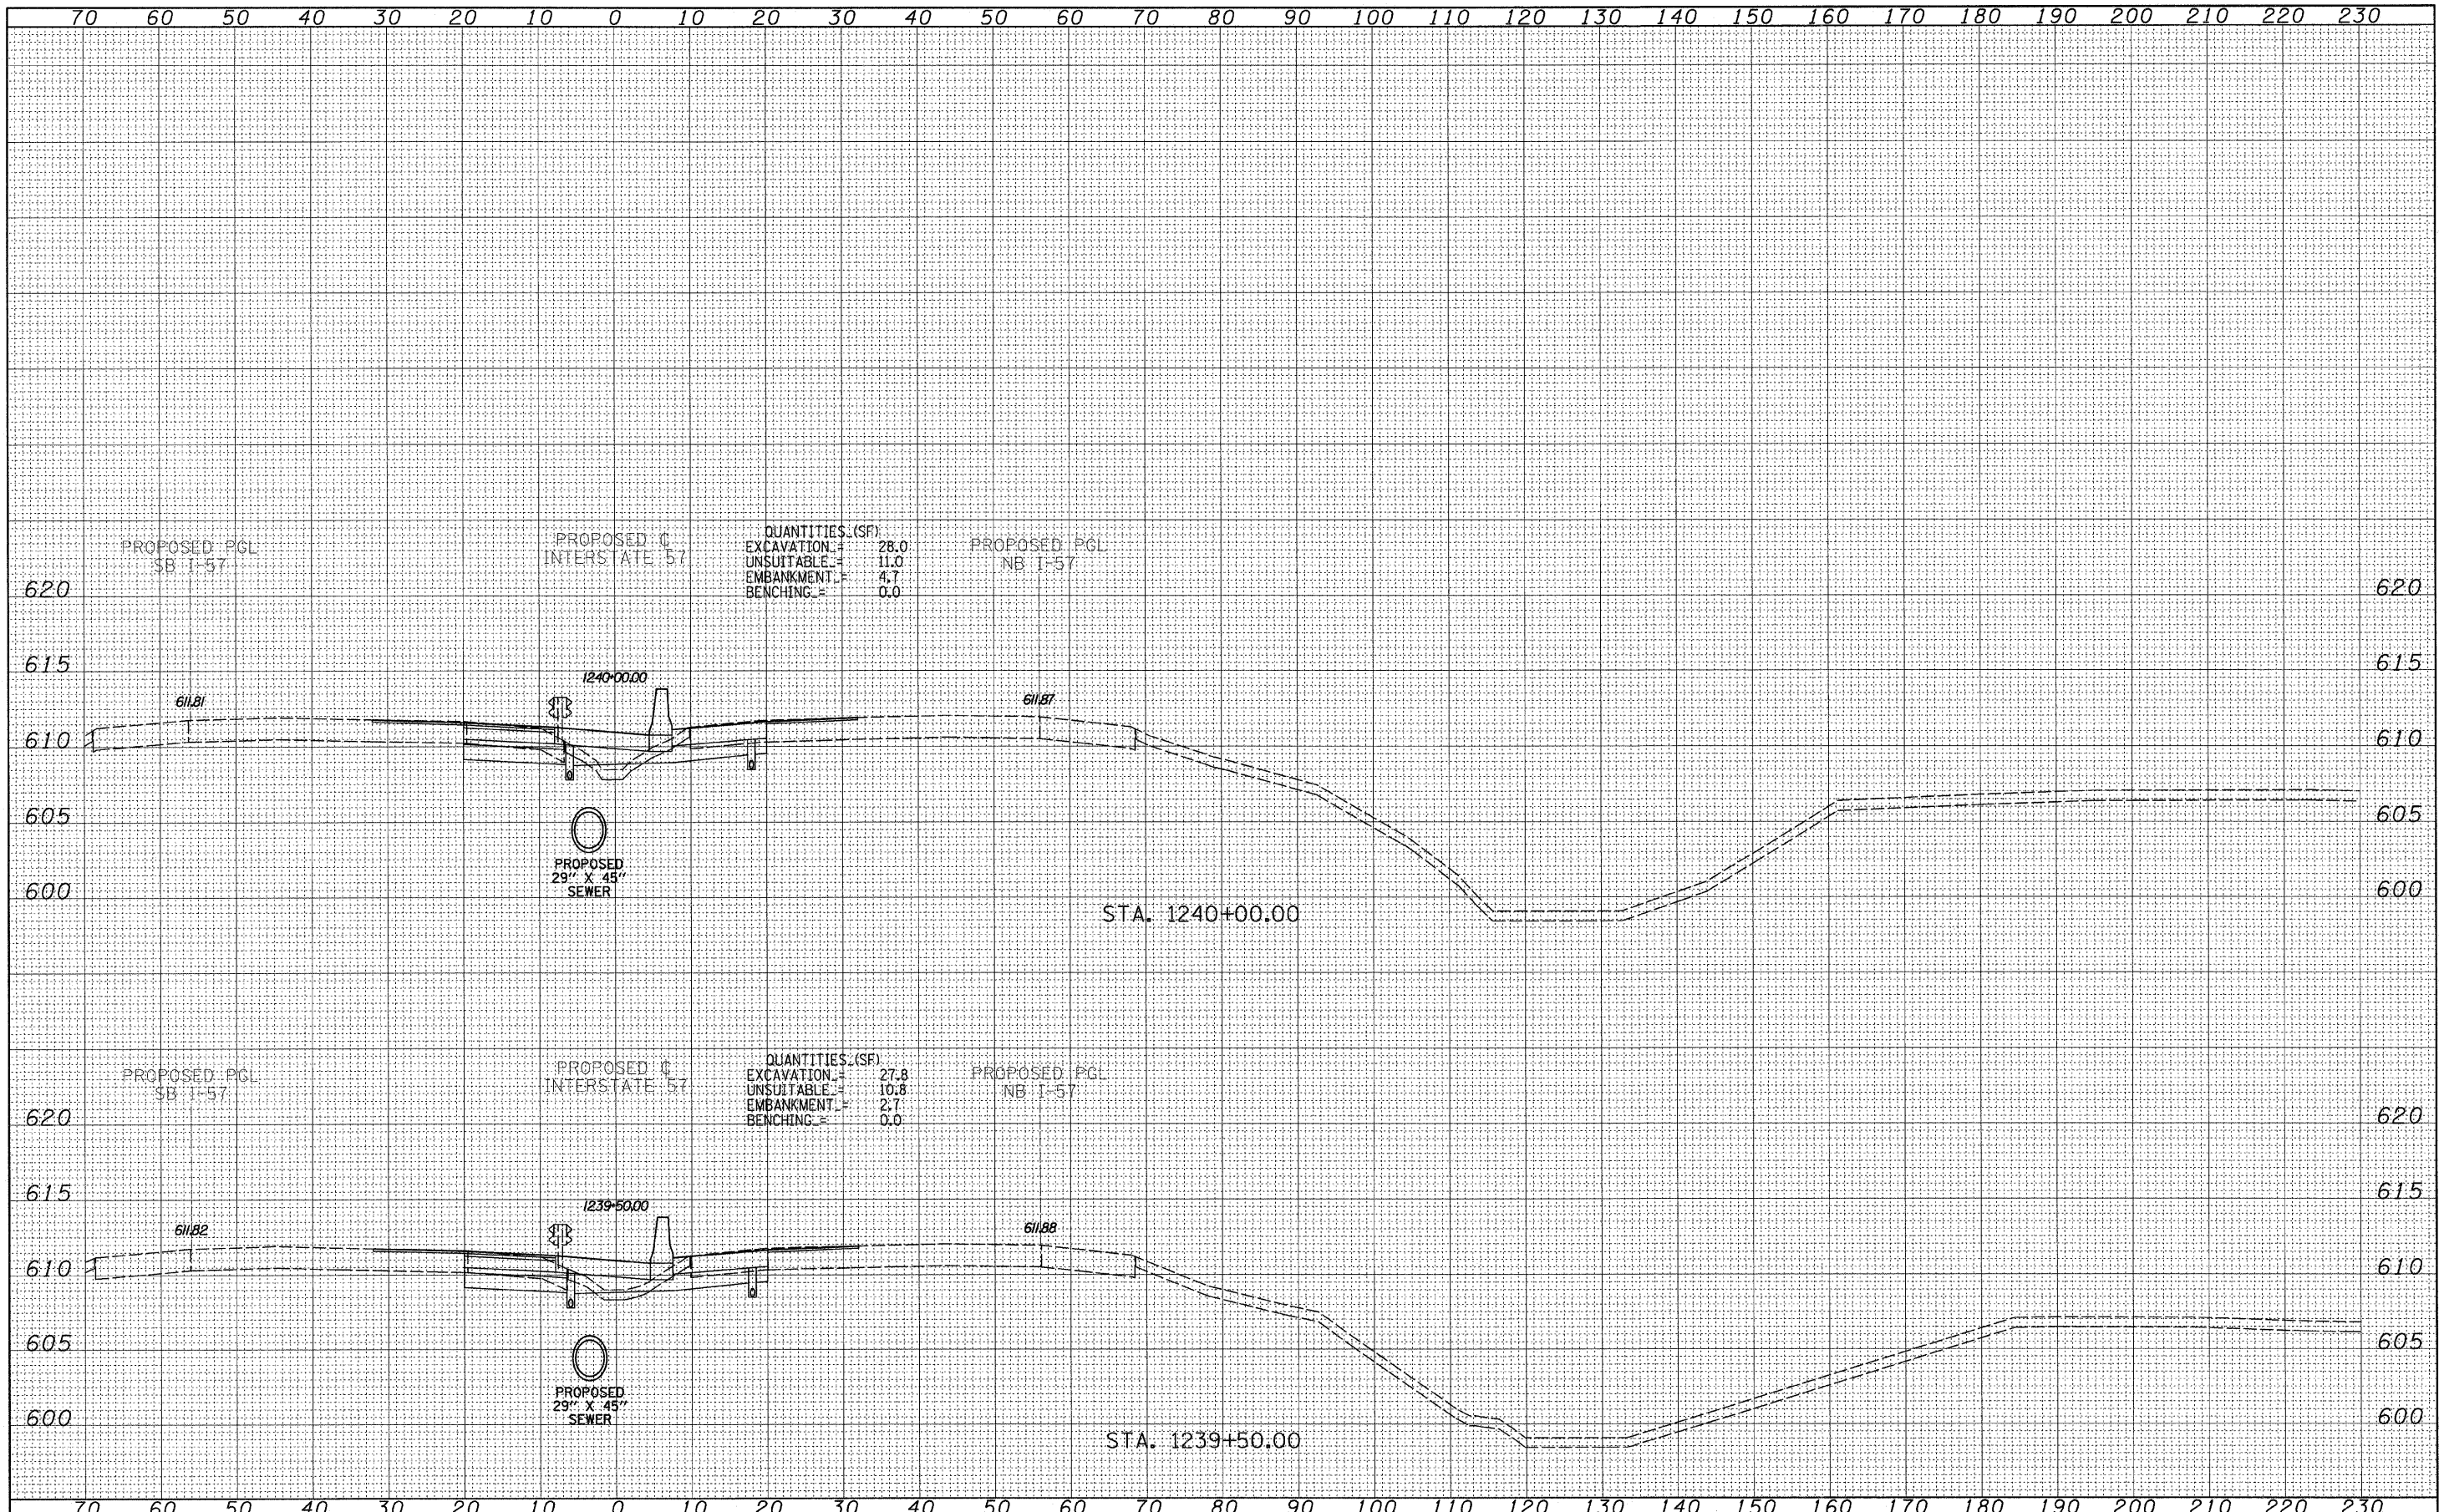 70 60 50 40 30 20 10 0 10 20 30 40 50 60 70 80 90 100 110 120 130 140 150 160 170 180 190 200 210 220 230
PROPOSED PGL
SB I-57
PROPOSED ℄
INTERSTATE 57
QUANTITIES (SF)
EXCAVATION = 28.0
UNSUITABLE = 11.0
EMBANKMENT = 4.7
BENCHING = 0.0
PROPOSED PGL
NB I-57
620 620
615 615
1240+00.00
611.81 611.87
610 610
605 605
PROPOSED
29" X 45"
SEWER
600 600
STA. 1240+00.00
PROPOSED PGL
SB I-57
PROPOSED ℄
INTERSTATE 57
QUANTITIES (SF)
EXCAVATION = 27.8
UNSUITABLE = 10.8
EMBANKMENT = 2.7
BENCHING = 0.0
PROPOSED PGL
NB I-57
620 620
615 615
1239+50.00
611.82 611.88
610 610
605 605
PROPOSED
29" X 45"
SEWER
600 600
STA. 1239+50.00
70 60 50 40 30 20 10 0 10 20 30 40 50 60 70 80 90 100 110 120 130 140 150 160 170 180 190 200 210 220 230